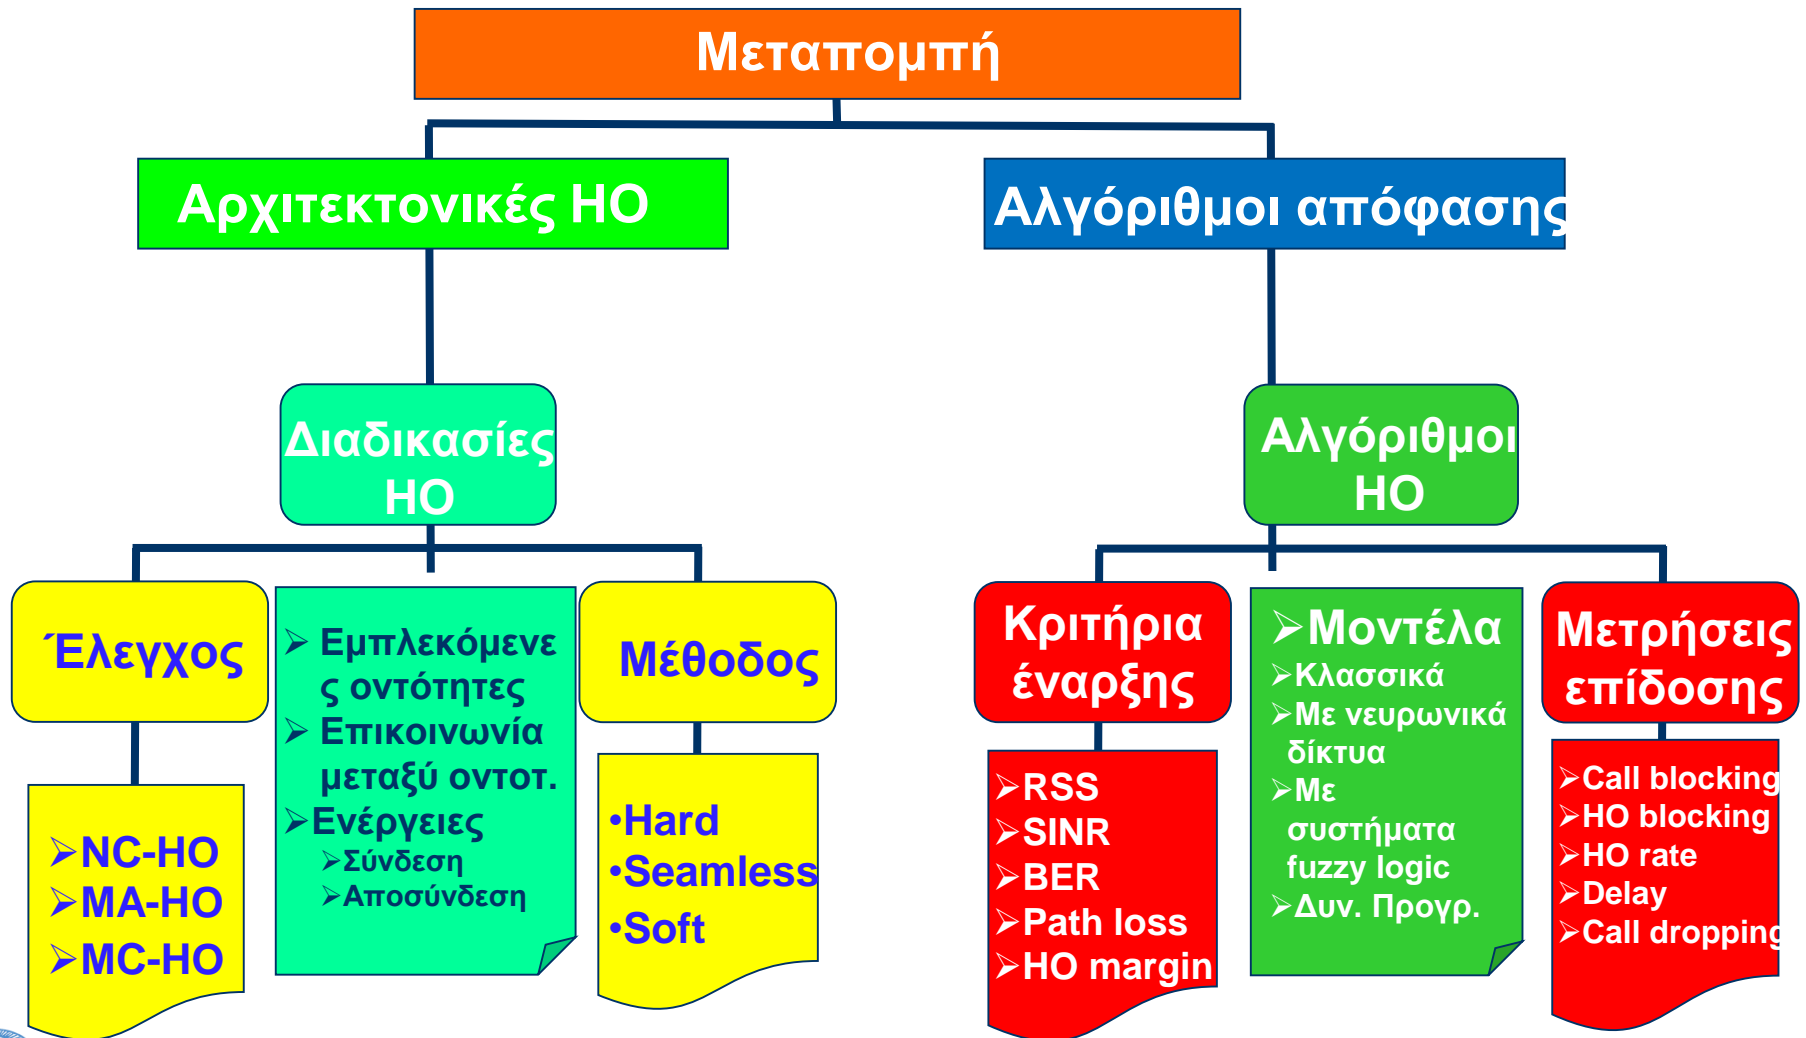 Μεταπομπή
Αρχιτεκτονικές HO
Αλγόριθμοι απόφασης
Διαδικασίες
HO
Αλγόριθμοι
HO
Έλεγχος
➢ Εμπλεκόμενε
ς οντότητες
➢ Επικοινωνία
μεταξύ οντοτ.
➢Ενέργειες
➢Σύνδεση
➢Αποσύνδεση
Μέθοδος
➢NC-HO
➢MA-HO
➢MC-HO
•Hard
•Seamless
•Soft
Κριτήρια
έναρξης
➢Μοντέλα
➢Κλασσικά
➢Με νευρωνικά
δίκτυα
➢Με
συστήματα
fuzzy logic
➢Δυν. Προγρ.
Μετρήσεις
επίδοσης
➢RSS
➢SINR
➢BER
➢Path loss
➢HO margin
➢Call blocking
➢HO blocking
➢HO rate
➢Delay
➢Call dropping